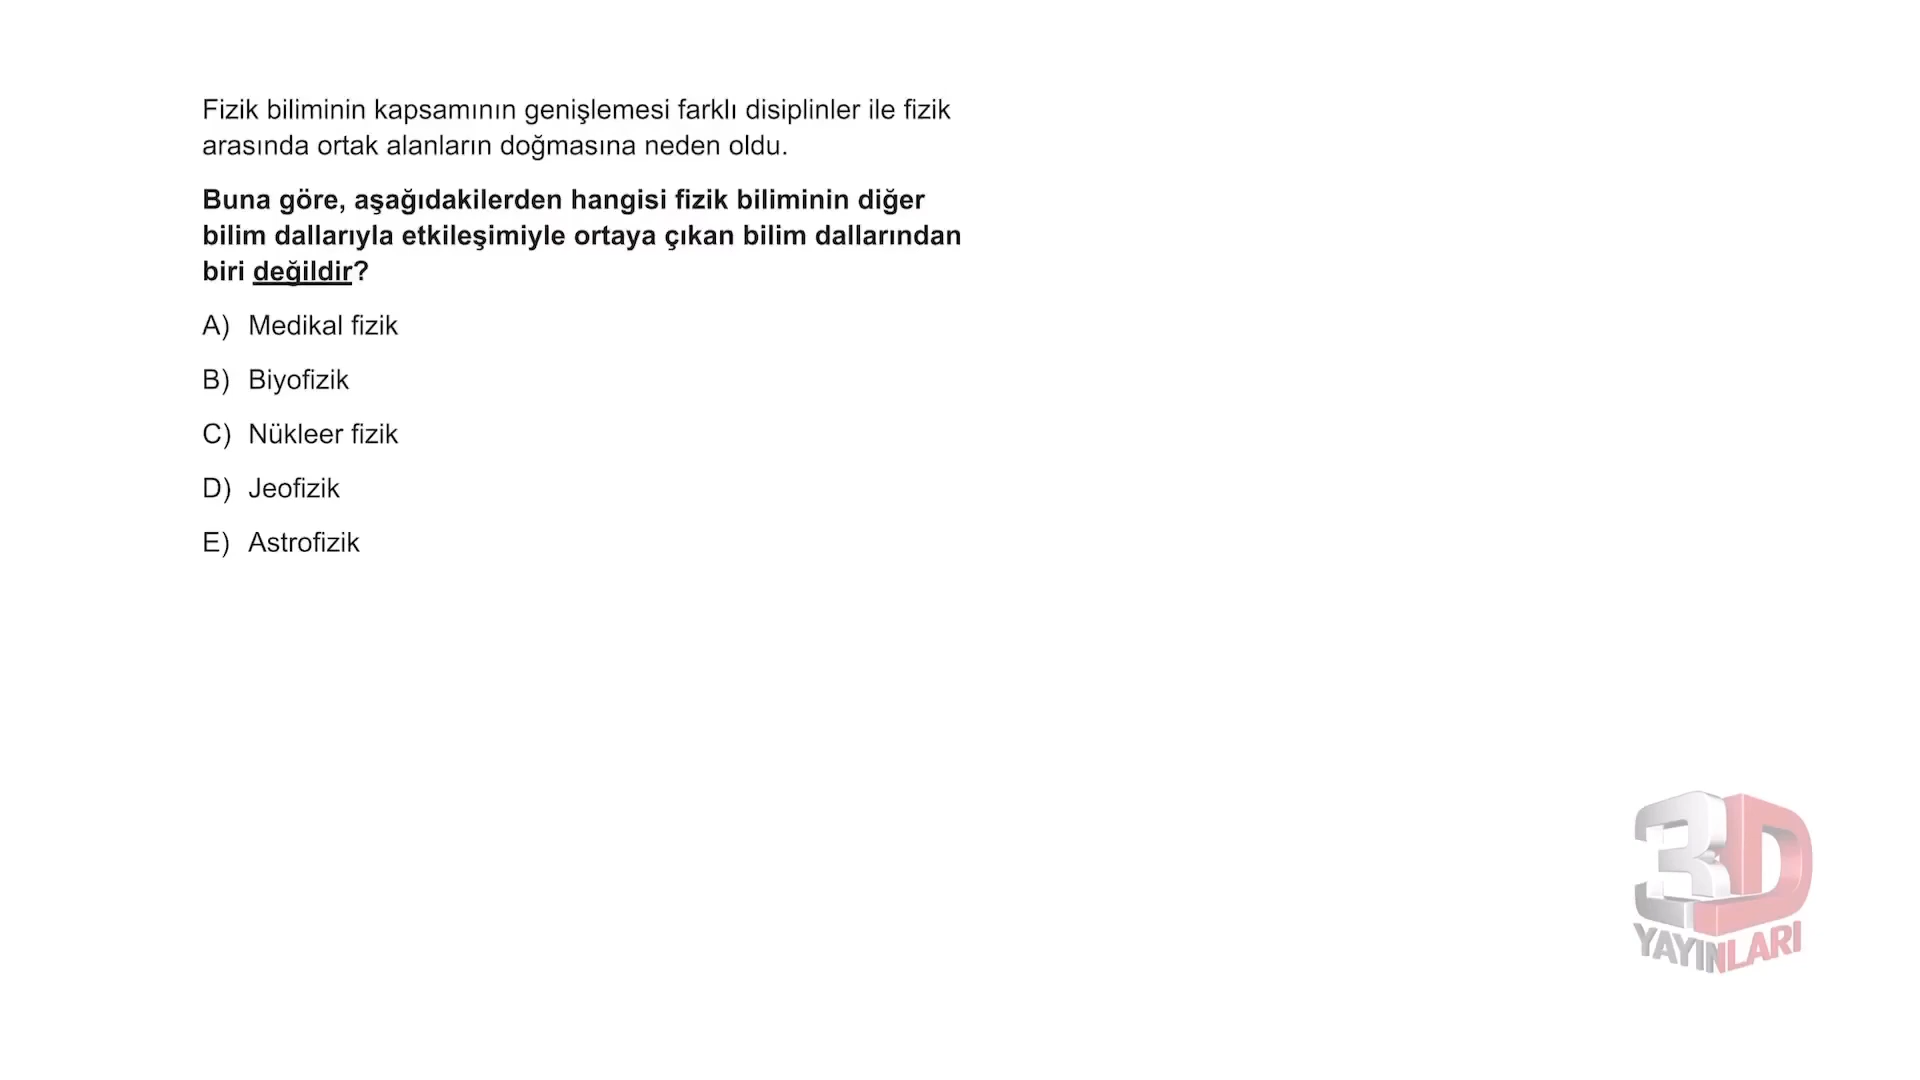 Fizik biliminin kapsamının genişlemesi farklı disiplinler ile fizik
arasında ortak alanların doğmasına neden oldu.
Buna göre, aşağıdakilerden hangisi fizik biliminin diğer
bilim dallarıyla etkileşimiyle ortaya çıkan bilim dallarından
biri değildir?
A) Medikal fizik
B) Biyofizik
C) Nükleer fizik
D) Jeofizik
E) Astrofizik
3D
YAYINLARI